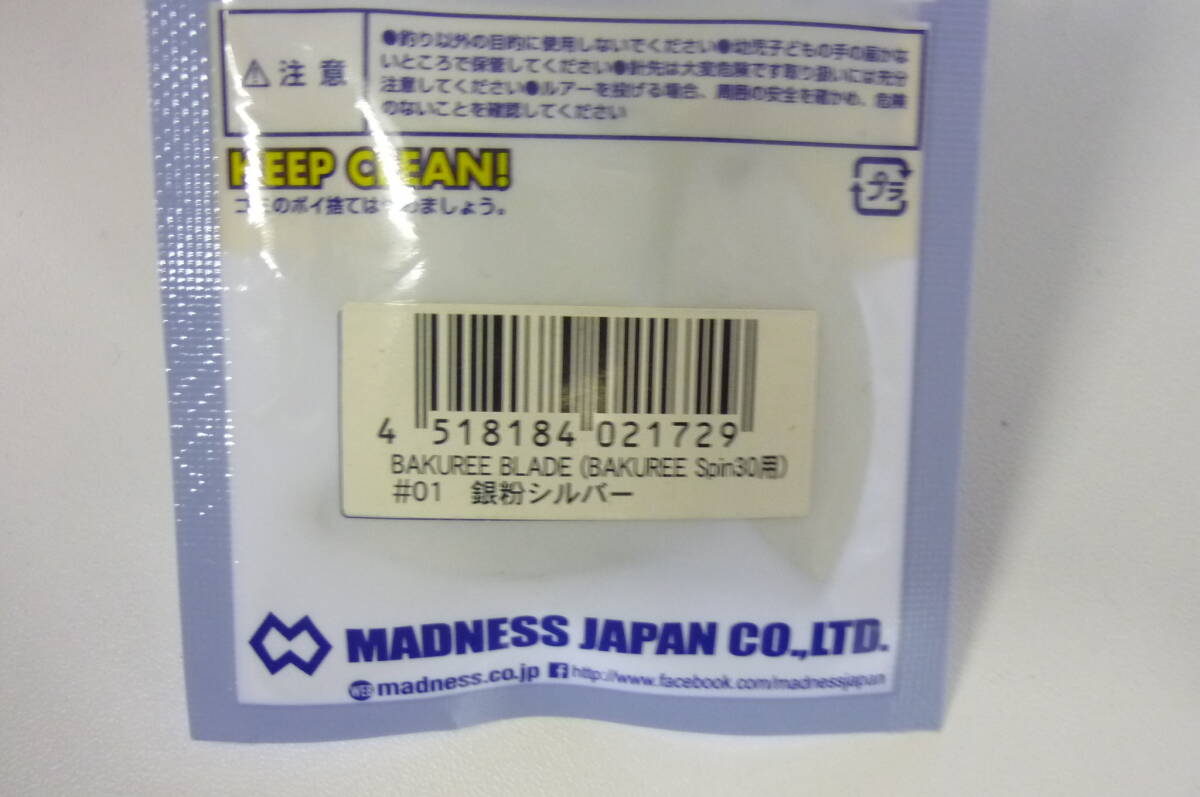 注意
●釣り以外の目的に使用しないでください●幼児子どもの手の届かな
いところで保管してください●針先は大変危険です取り扱いには充分
注意してください●ルアーを投げる場合、周囲の安全を確かめ、危険
のないことを確認してください
KEEP CLEAN!
ゴミのポイ捨てはやめましょう。
プラ
4 518184 021729
BAKUREE BLADE (BAKUREE Spin30用)
#01 銀粉シルバー
MADNESS JAPAN CO.,LTD.
WEB madness.co.jp f http://www.facebook.com/madnessjapan